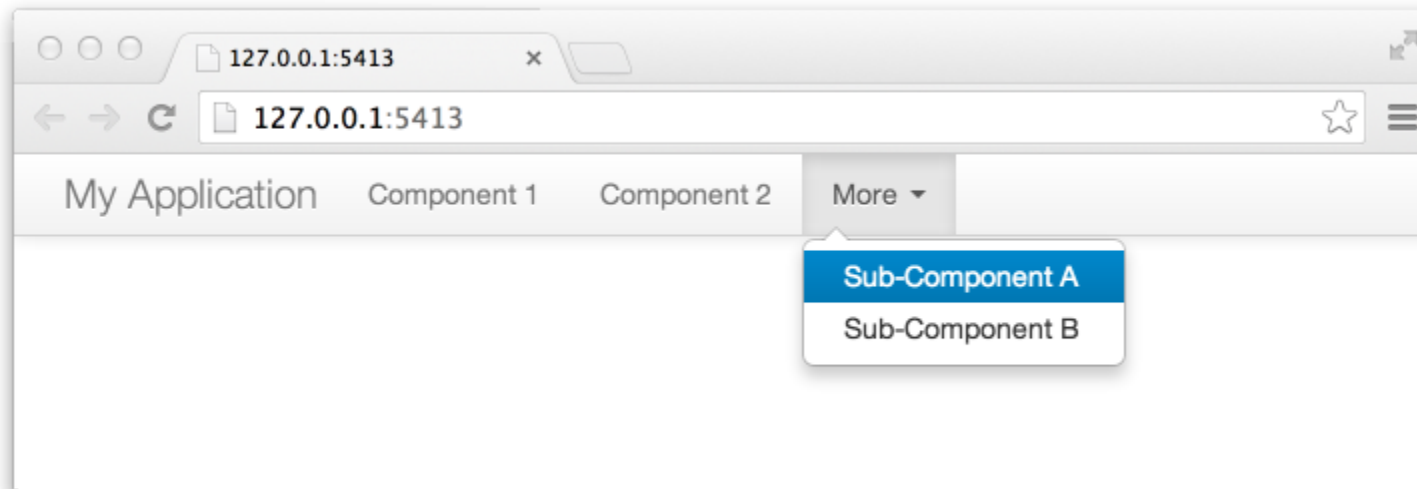 127.0.0.1:5413
127.0.0.1:5413
My Application Component 1 Component 2 More
Sub-Component A
Sub-Component B